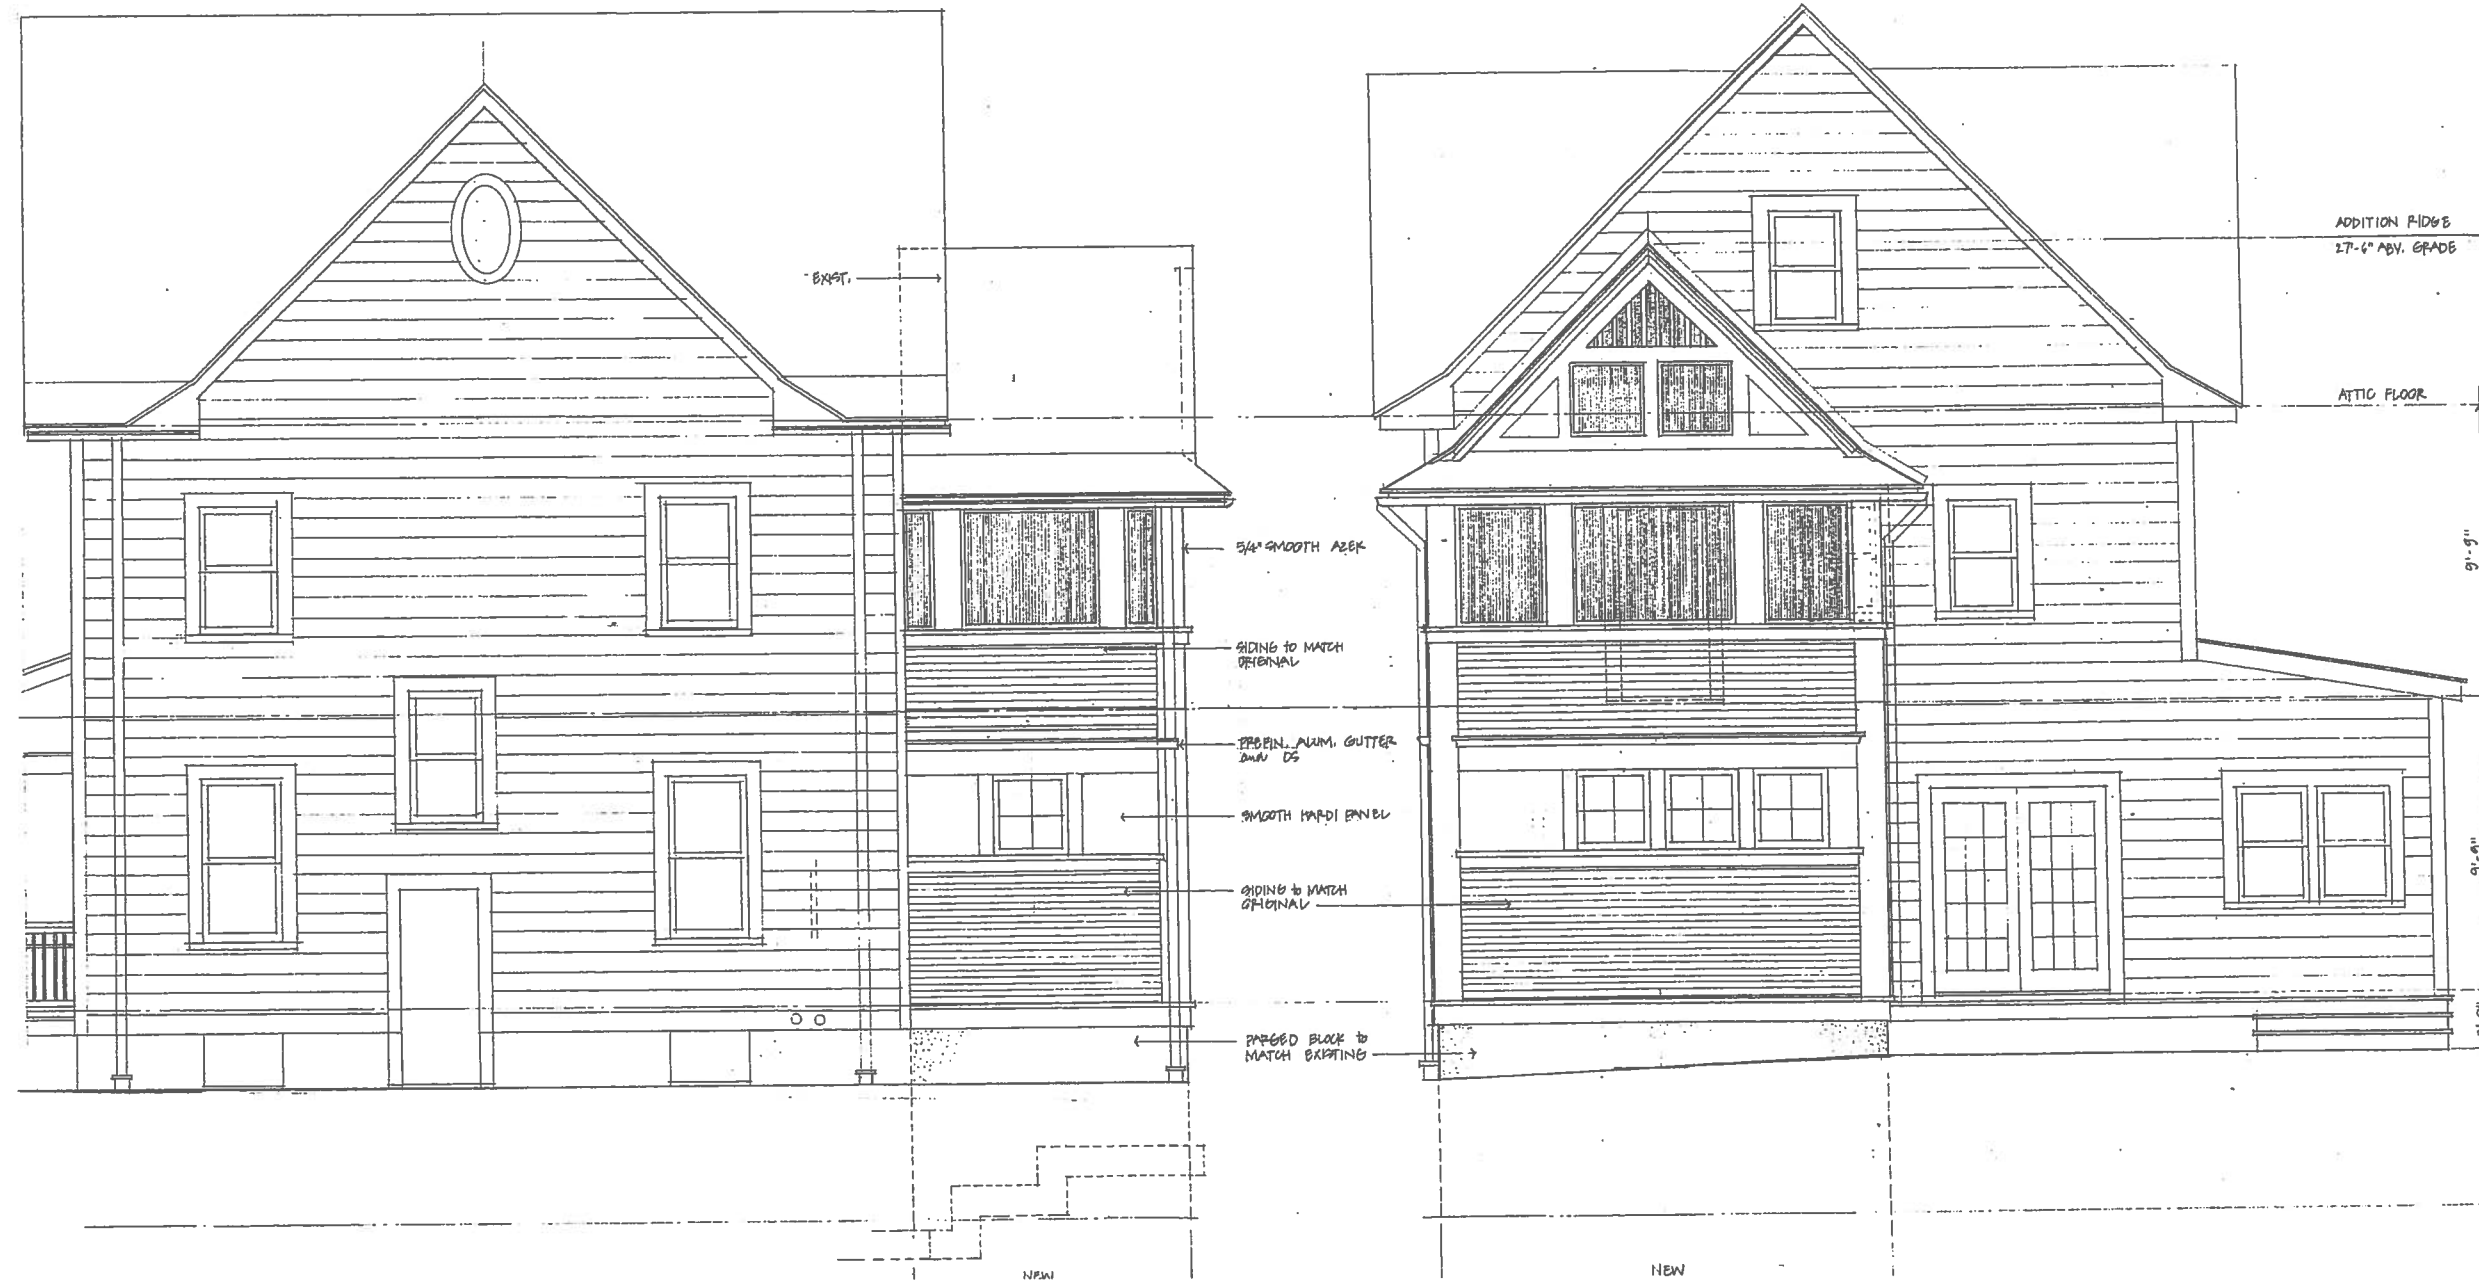 EXIST.
ADDITION RIDGE
27'-6" ABV. GRADE
ATTIC FLOOR
5/4" SMOOTH AZEK
9'-9"
SIDING to MATCH
ORIGINAL
PREFIN. ALUM. GUTTER
and DS
SMOOTH HARDI PANEL
9'-9"
SIDING to MATCH
ORIGINAL
PARGED BLOCK to
MATCH EXISTING
NEW
NEW